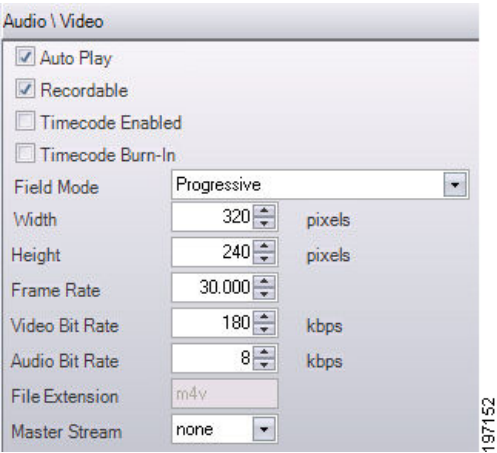 Audio \ Video
Auto Play
Recordable
Timecode Enabled
Timecode Burn-In
Field Mode Progressive
Width 320 pixels
Height 240 pixels
Frame Rate 30.000
Video Bit Rate 180 kbps
Audio Bit Rate 8 kbps
File Extension m4v
Master Stream none
197152